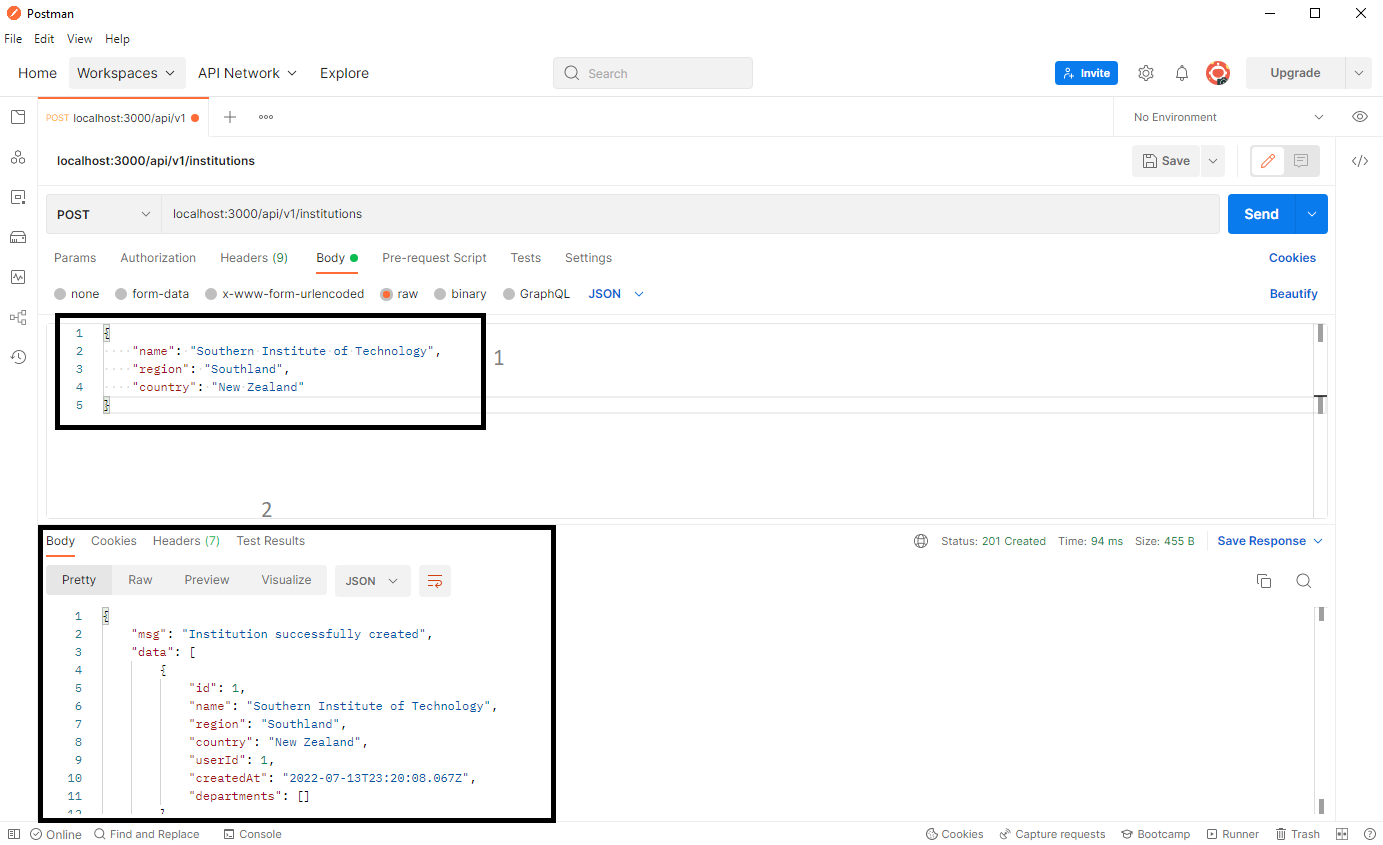 Postman
File Edit View Help
Home Workspaces API Network Explore Search Invite Upgrade
POST localhost:3000/api/v1 No Environment
localhost:3000/api/v1/institutions Save
POST localhost:3000/api/v1/institutions Send
Params Authorization Headers (9) Body Pre-request Script Tests Settings Cookies
none form-data x-www-form-urlencoded raw binary GraphQL JSON Beautify
1 {
2 "name": "Southern Institute of Technology",
3 "region": "Southland",
4 "country": "New Zealand"
5 }
1
2
Body Cookies Headers (7) Test Results Status: 201 Created Time: 94 ms Size: 455 B Save Response
Pretty Raw Preview Visualize JSON
1 {
2 "msg": "Institution successfully created",
3 "data": [
4 {
5 "id": 1,
6 "name": "Southern Institute of Technology",
7 "region": "Southland",
8 "country": "New Zealand",
9 "userId": 1,
10 "createdAt": "2022-07-13T23:20:08.067Z",
11 "departments": []
12 }
Online Find and Replace Console Cookies Capture requests Bootcamp Runner Trash